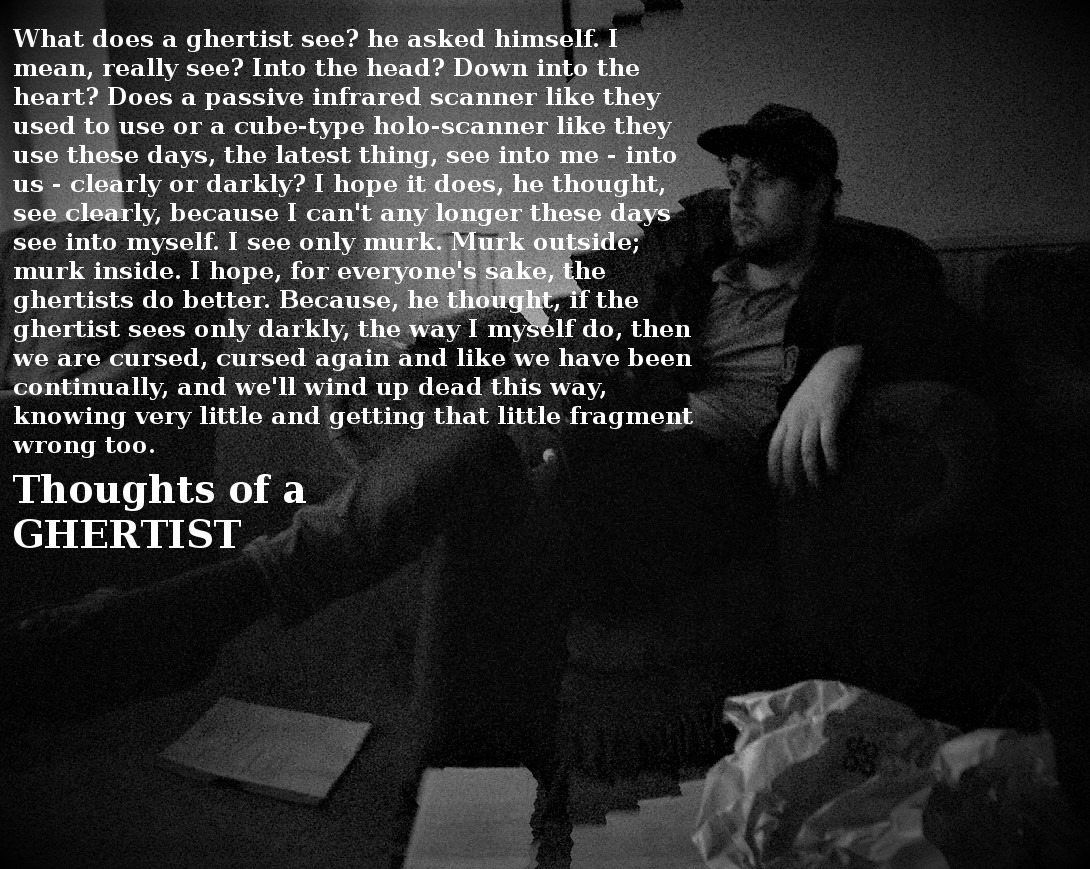 What does a ghertist see? he asked himself. I
mean, really see? Into the head? Down into the
heart? Does a passive infrared scanner like they
used to use or a cube-type holo-scanner like they
use these days, the latest thing, see into me - into
us - clearly or darkly? I hope it does, he thought,
see clearly, because I can't any longer these days
see into myself. I see only murk. Murk outside;
murk inside. I hope, for everyone's sake, the
ghertists do better. Because, he thought, if the
ghertist sees only darkly, the way I myself do, then
we are cursed, cursed again and like we have been
continually, and we'll wind up dead this way,
knowing very little and getting that little fragment
wrong too.
Thoughts of a
GHERTIST